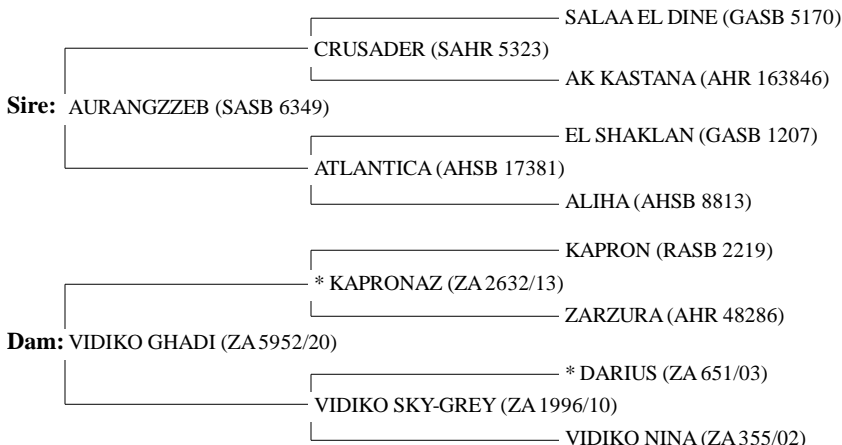 SALAA EL DINE (GASB 5170)
CRUSADER (SAHR 5323)
AK KASTANA (AHR 163846)
Sire: AURANGZZEB (SASB 6349)
EL SHAKLAN (GASB 1207)
ATLANTICA (AHSB 17381)
ALIHA (AHSB 8813)
KAPRON (RASB 2219)
* KAPRONAZ (ZA 2632/13)
ZARZURA (AHR 48286)
Dam: VIDIKO GHADI (ZA 5952/20)
* DARIUS (ZA 651/03)
VIDIKO SKY-GREY (ZA 1996/10)
VIDIKO NINA (ZA 355/02)